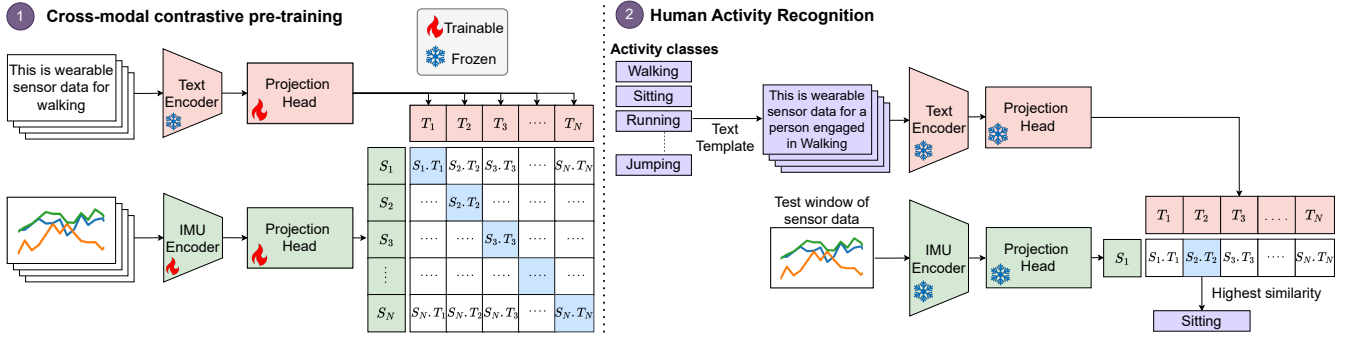 1 Cross-modal contrastive pre-training
Trainable
Frozen
This is wearable
sensor data for
walking
Text
Encoder
Projection
Head
T1 T2 T3 .... TN
S1 S1.T1 S2.T2 S3.T3 .... SN.TN
S2 .... S2.T2 .... .... ....
S3 .... .... S3.T3 .... ....
⋮ .... .... .... .... ....
SN SN.T1 SN.T2 SN.T3 .... SN.TN
IMU
Encoder
Projection
Head
2 Human Activity Recognition
Activity classes
Walking
Sitting
Running
Jumping
Text
Template
This is wearable
sensor data for a
person engaged
in Walking
Text
Encoder
Projection
Head
Test window of
sensor data
IMU
Encoder
Projection
Head
T1 T2 T3 .... TN
S1 S1.T1 S2.T2 S3.T3 .... SN.TN
Highest similarity
Sitting